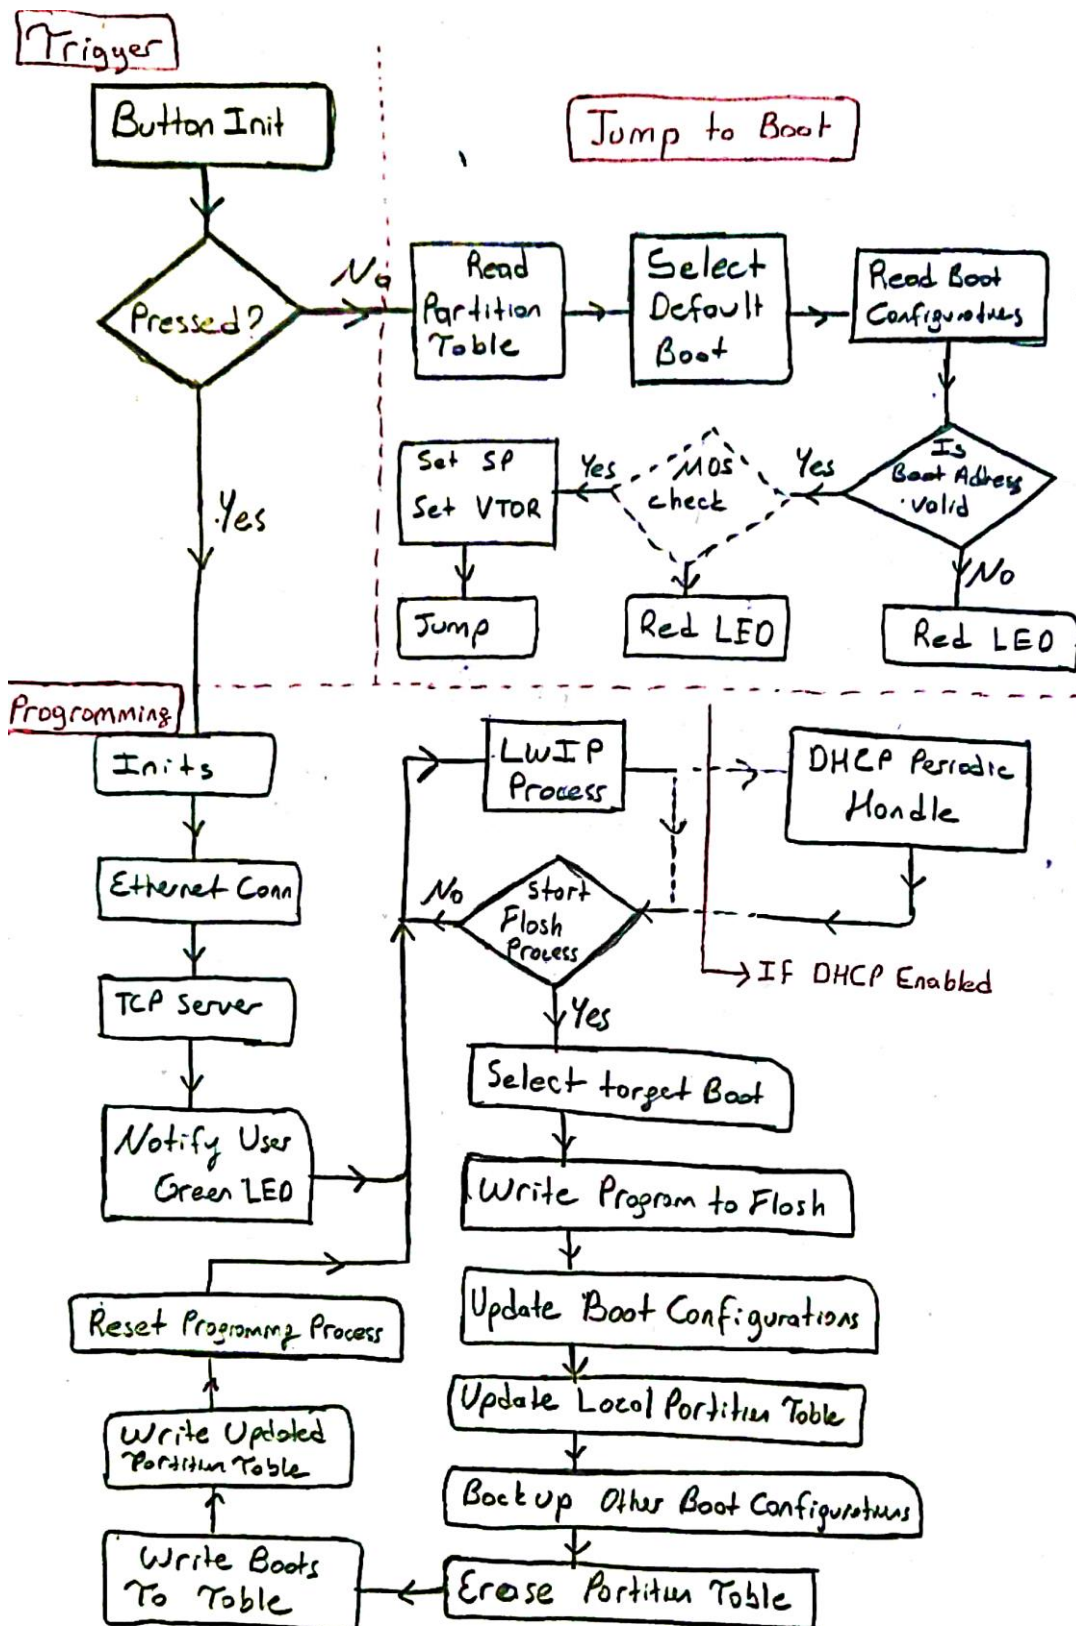 Trigger
Button Init
Jump to Boot
Pressed?
No
Read
Partition
Table
Select
Default
Boot
Read Boot
Configurations
Is
Boot Address
valid
Yes
MOS
check
Yes
Set SP
Set VTOR
Yes
No
Jump
Red LED
Red LED
Programming
Inits
LWIP
Process
DHCP Periodic
Handle
Ethernet Conn
No
Start
Flash
Process
If DHCP Enabled
TCP Server
Yes
Select target Boot
Notify User
Green LED
Write Program to Flash
Update Boot Configurations
Reset Programming Process
Update Local Partition Table
Write Updated
Partition Table
Backup Other Boot Configurations
Write Boots
To Table
Erase Partition Table